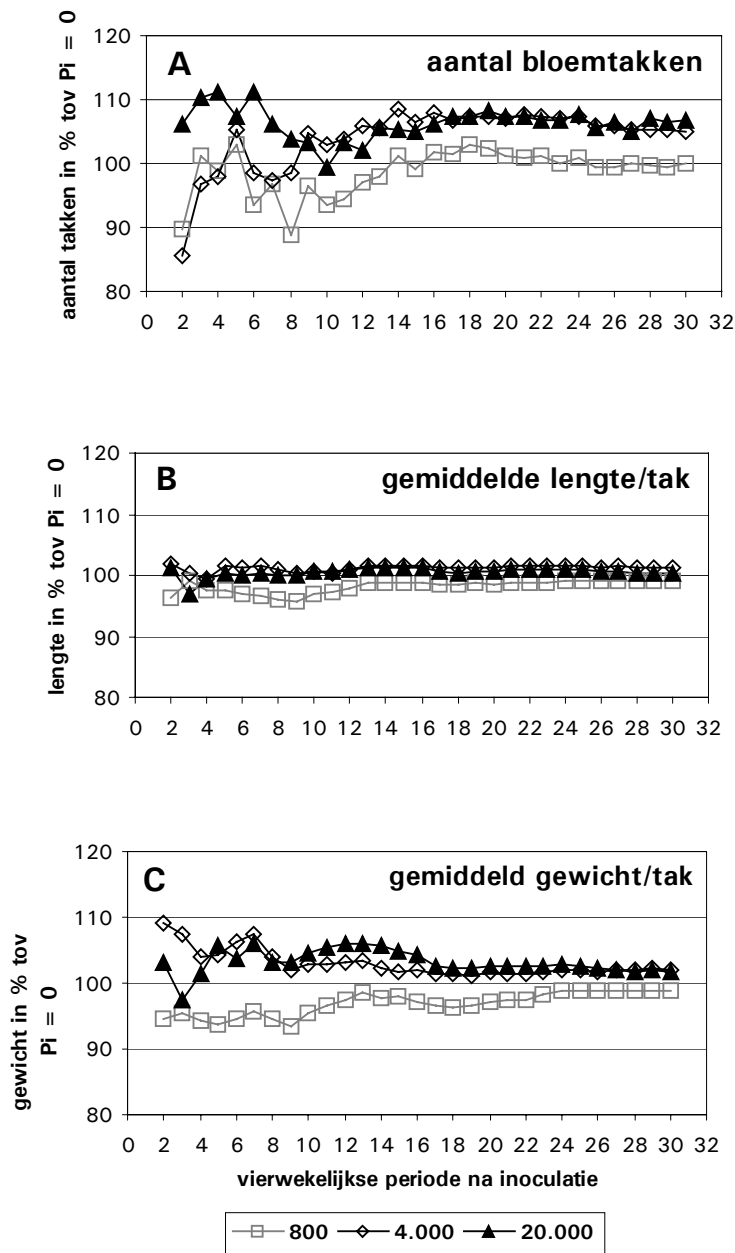 A
aantal bloemtakken
aantal takken in % tov Pi = 0
120
110
100
90
80
0 2 4 6 8 10 12 14 16 18 20 22 24 26 28 30 32
B
gemiddelde lengte/tak
lengte in % tov Pi = 0
120
110
100
90
80
0 2 4 6 8 10 12 14 16 18 20 22 24 26 28 30 32
C
gemiddeld gewicht/tak
gewicht in % tov
Pi = 0
120
110
100
90
80
0 2 4 6 8 10 12 14 16 18 20 22 24 26 28 30 32
vierwekelijkse periode na inoculatie
800 4.000 20.000